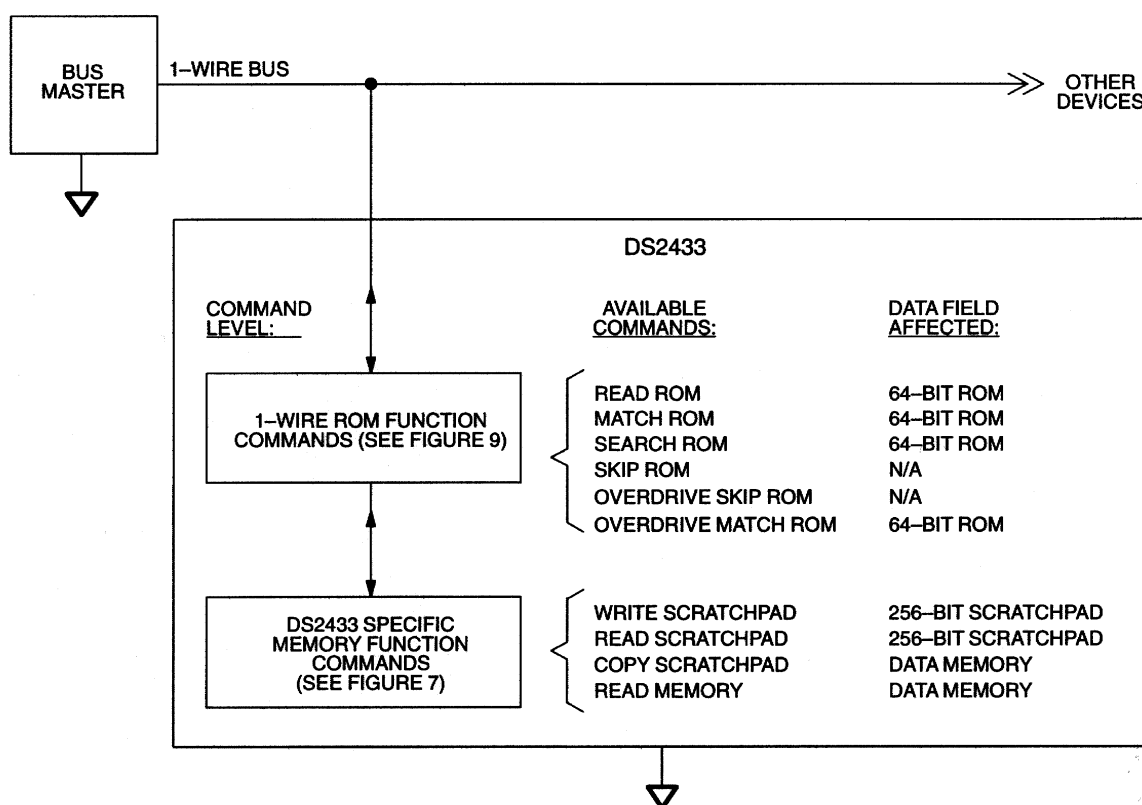 BUS
MASTER
1–WIRE BUS
OTHER
DEVICES
DS2433
COMMAND
LEVEL:
AVAILABLE
COMMANDS:
DATA FIELD
AFFECTED:
1–WIRE ROM FUNCTION
COMMANDS (SEE FIGURE 9)
READ ROM 64–BIT ROM
MATCH ROM 64–BIT ROM
SEARCH ROM 64–BIT ROM
SKIP ROM N/A
OVERDRIVE SKIP ROM N/A
OVERDRIVE MATCH ROM 64–BIT ROM
DS2433 SPECIFIC
MEMORY FUNCTION
COMMANDS
(SEE FIGURE 7)
WRITE SCRATCHPAD 256–BIT SCRATCHPAD
READ SCRATCHPAD 256–BIT SCRATCHPAD
COPY SCRATCHPAD DATA MEMORY
READ MEMORY DATA MEMORY